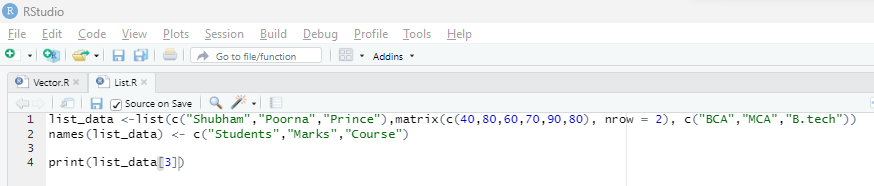 RStudio
File Edit Code View Plots Session Build Debug Profile Tools Help
Go to file/function Addins
Vector.R List.R
Source on Save
1 list_data <-list(c("Shubham","Poorna","Prince"),matrix(c(40,80,60,70,90,80), nrow = 2), c("BCA","MCA","B.tech"))
2 names(list_data) <- c("Students","Marks","Course")
3
4 print(list_data[3])